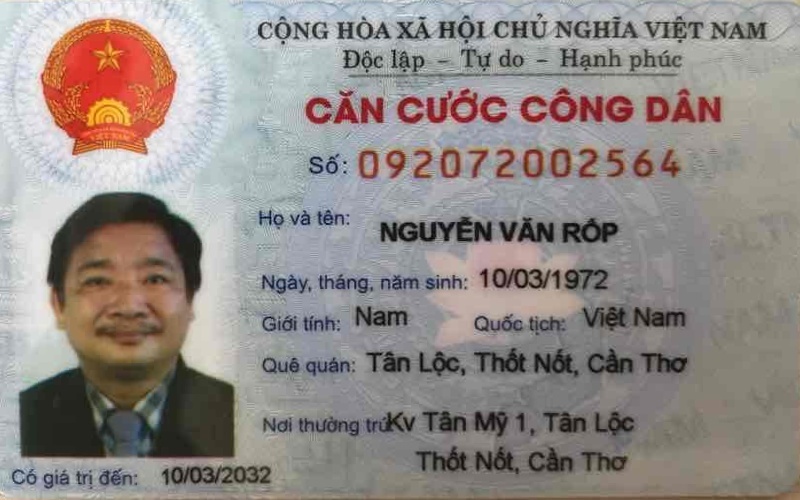 CỘNG HÒA XÃ HỘI CHỦ NGHĨA VIỆT NAM
Độc lập - Tự do - Hạnh phúc
CĂN CƯỚC CÔNG DÂN
Số: 092072002564
Họ và tên: NGUYỄN VĂN RỐP
Ngày, tháng, năm sinh: 10/03/1972
Giới tính: Nam Quốc tịch: Việt Nam
Quê quán: Tân Lộc, Thốt Nốt, Cần Thơ
Nơi thường trú Kv Tân Mỹ 1, Tân Lộc
Thốt Nốt, Cần Thơ
Có giá trị đến: 10/03/2032